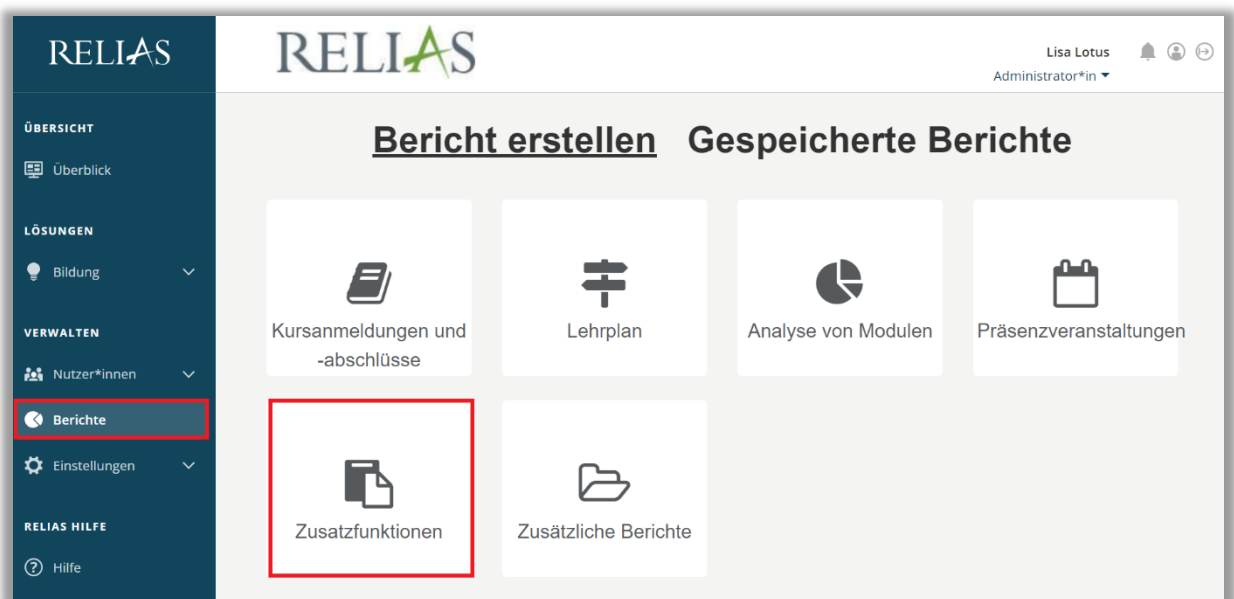 RELIAS
RELIAS
Lisa Lotus
Administrator*in
ÜBERSICHT
Überblick
LÖSUNGEN
Bildung
VERWALTEN
Nutzer*innen
Berichte
Einstellungen
RELIAS HILFE
Hilfe
Bericht erstellen Gespeicherte Berichte
Kursanmeldungen und
-abschlüsse
Lehrplan
Analyse von Modulen
Präsenzveranstaltungen
Zusatzfunktionen
Zusätzliche Berichte